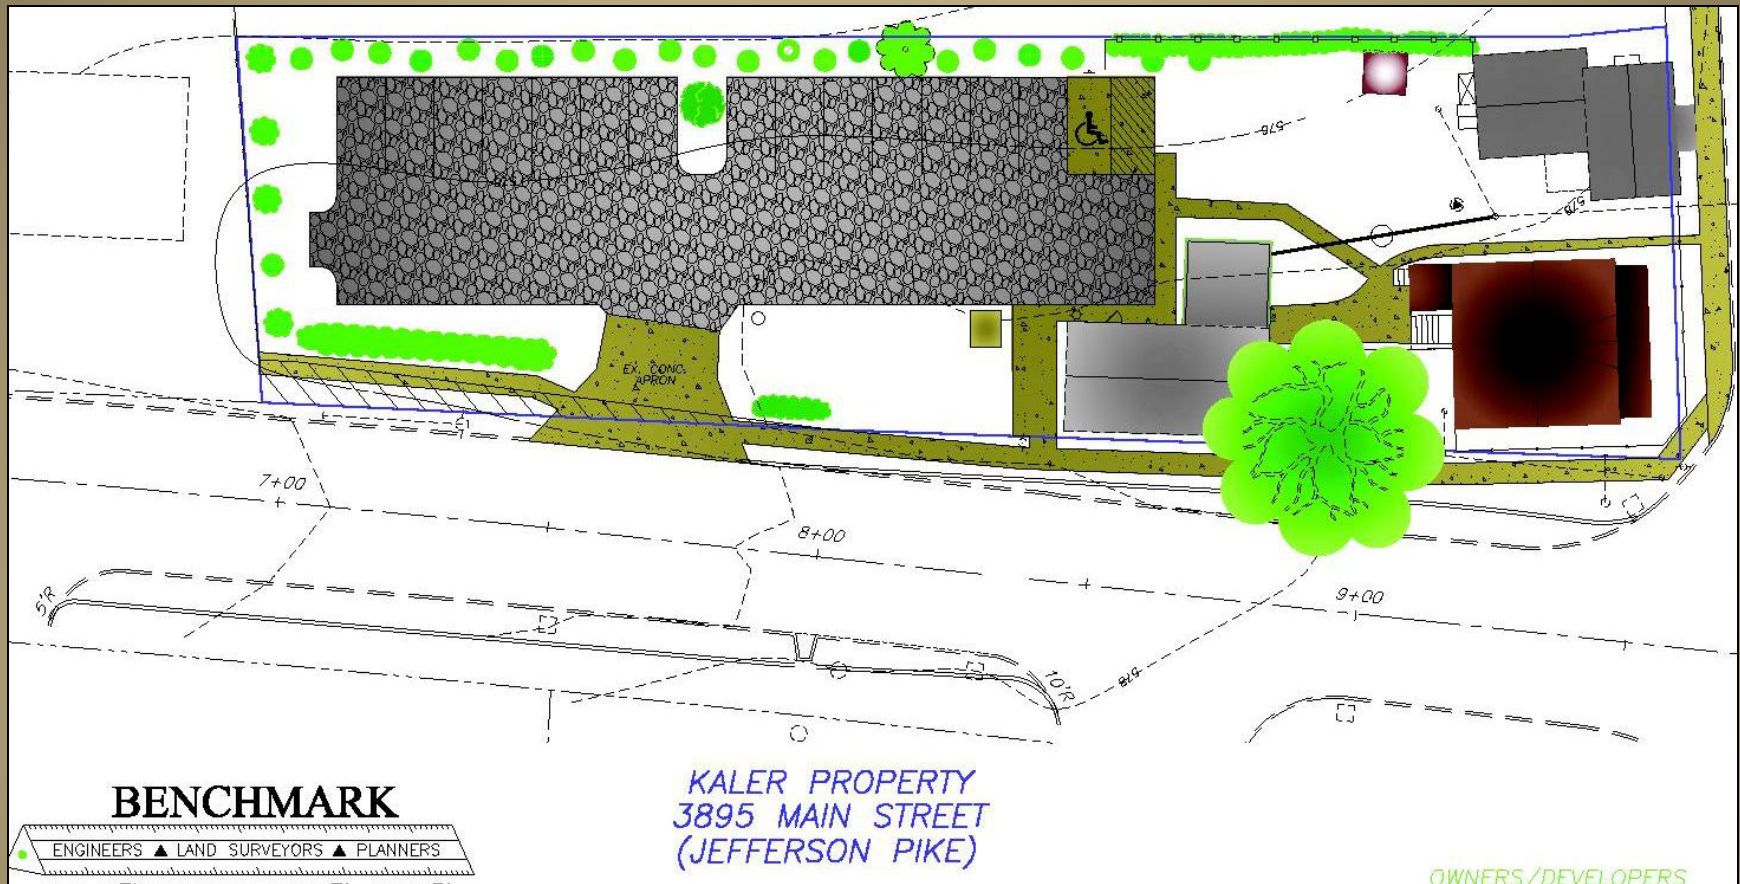 578
578
EX. CONC.
APRON
7+00
8+00
9+00
5'R
10'R
578
BENCHMARK
ENGINEERS ▲ LAND SURVEYORS ▲ PLANNERS
KALER PROPERTY
3895 MAIN STREET
(JEFFERSON PIKE)
OWNERS/DEVELOPERS